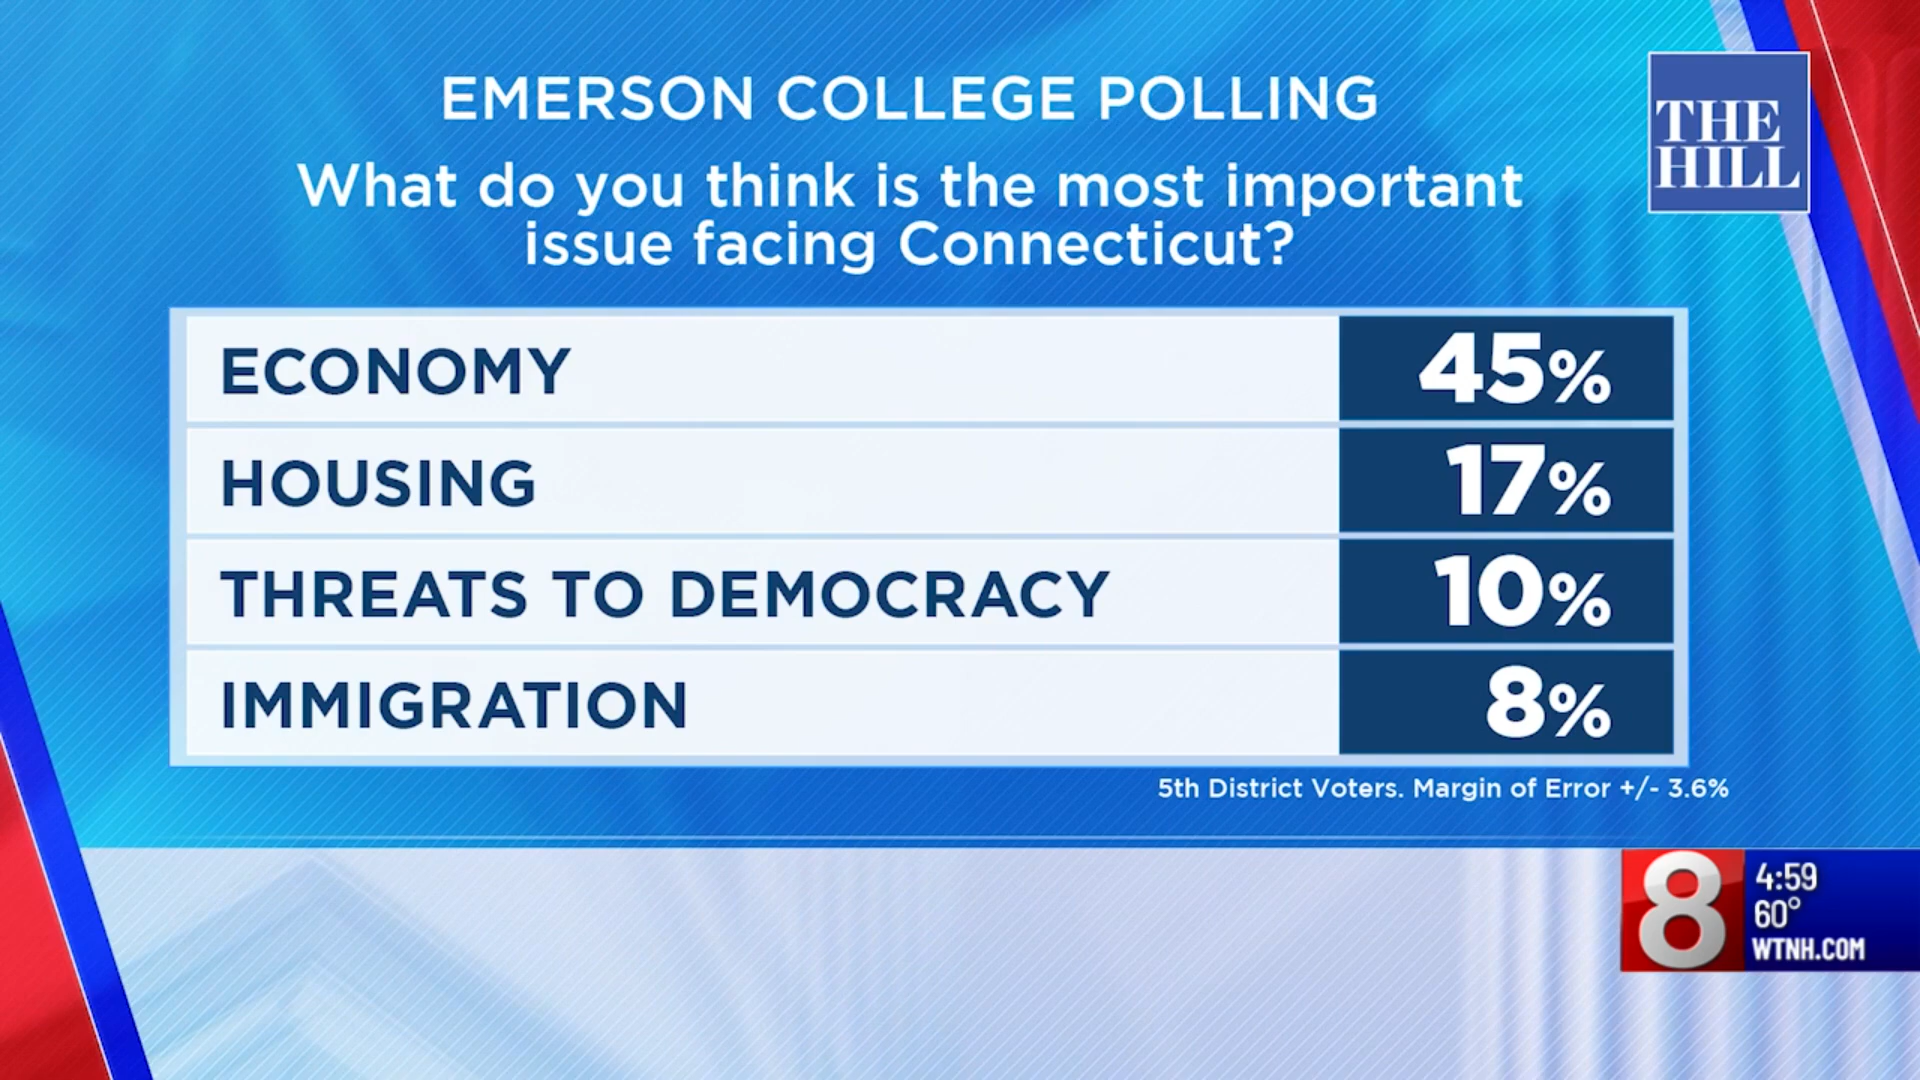 EMERSON COLLEGE POLLING
THE
HILL
What do you think is the most important
issue facing Connecticut?
ECONOMY 45%
HOUSING 17%
THREATS TO DEMOCRACY 10%
IMMIGRATION 8%
5th District Voters. Margin of Error +/- 3.6%
8
4:59
60°
WTNH.COM